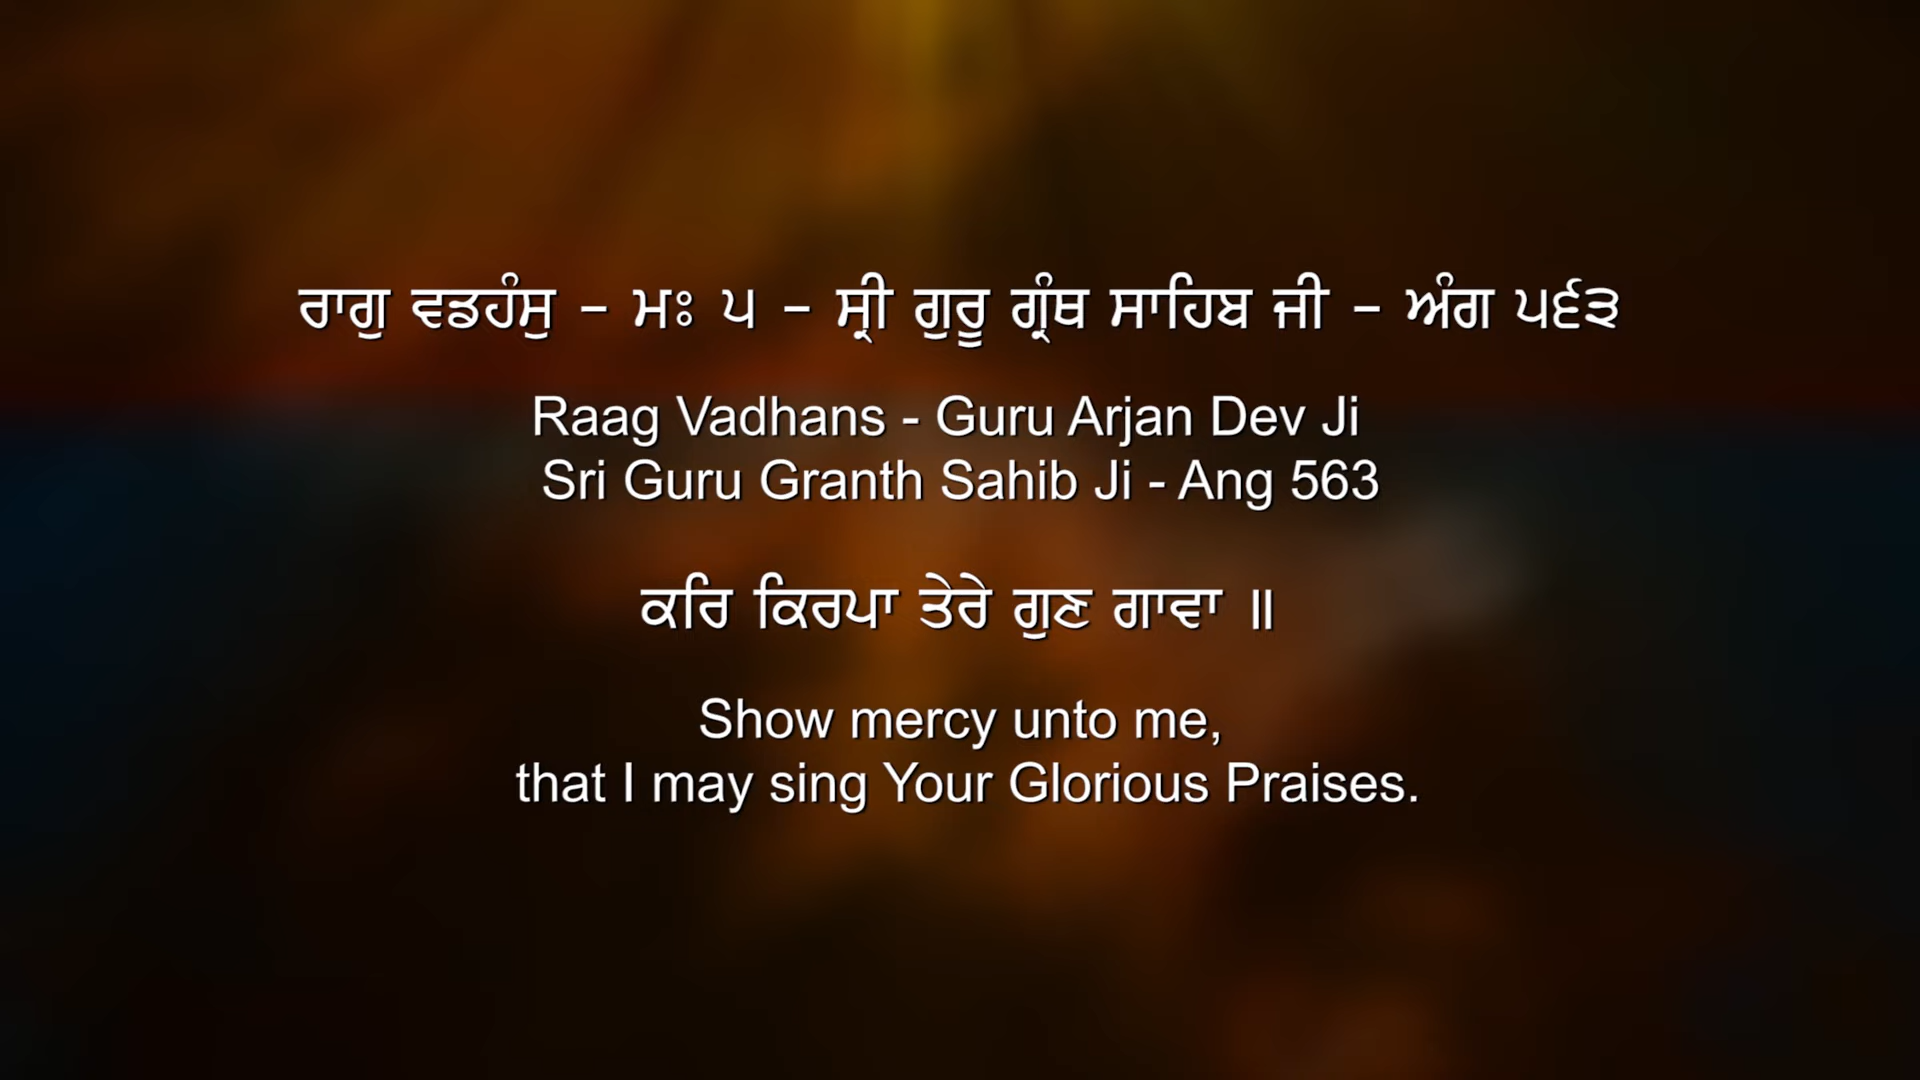 ਰਾਗੁ ਵਡਹੰਸੁ - ਮਃ ੫ - ਸ੍ਰੀ ਗੁਰੂ ਗ੍ਰੰਥ ਸਾਹਿਬ ਜੀ - ਅੰਗ ੫੬੩
Raag Vadhans - Guru Arjan Dev Ji
Sri Guru Granth Sahib Ji - Ang 563
ਕਰਿ ਕਿਰਪਾ ਤੇਰੇ ਗੁਣ ਗਾਵਾ ॥
Show mercy unto me,
that I may sing Your Glorious Praises.